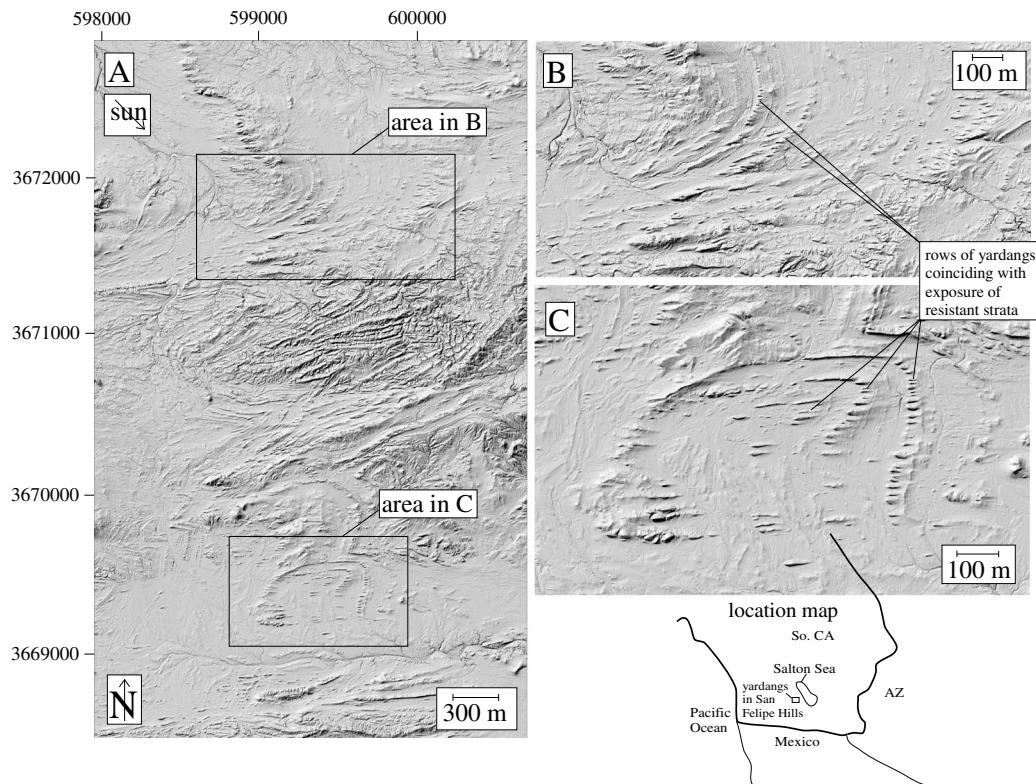 598000
599000
600000
A
sun
area in B
3672000
3671000
3670000
area in C
3669000
N
300 m
B
100 m
rows of yardangs
coinciding with
exposure of
resistant strata
C
100 m
location map
So. CA
Salton Sea
yardangs
in San
Felipe Hills
AZ
Pacific
Ocean
Mexico